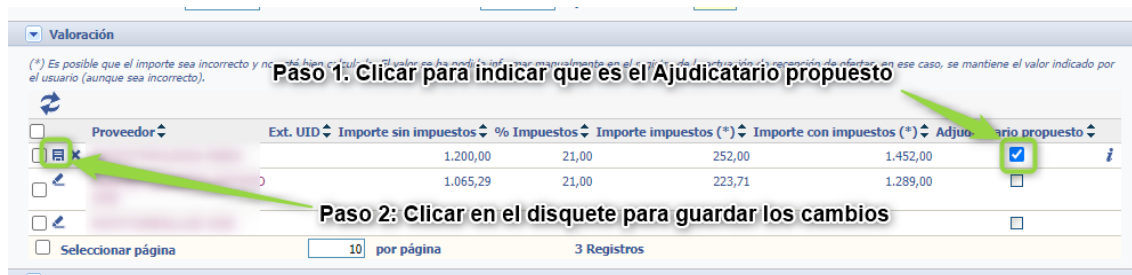 Valoración
(*) Es posible que el importe sea incorrecto y no esté bien calculado. El valor se ha podido informar manualmente en el registro de la actuación de recepción de ofertas, en ese caso, se mantiene el valor indicado por
el usuario (aunque sea incorrecto).
Paso 1. Clicar para indicar que es el Ajudicatario propuesto
Proveedor Ext. UID Importe sin impuestos % Impuestos Importe impuestos (*) Importe con impuestos (*) propuesto
1.200,00 21,00 252,00 1.452,00 i
1.065,29 21,00 223,71 1.289,00
Paso 2: Clicar en el disquete para guardar los cambios
Seleccionar página 10 por página 3 Registros